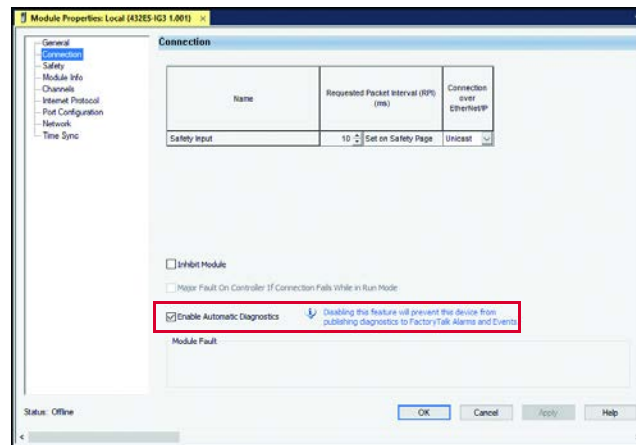 Module Properties: Local (432ES-IG3 1.001)
General
Connection
Safety
Module Info
Channels
Internet Protocol
Port Configuration
Network
Time Sync
Connection
Name
Requested Packet Interval (RPI)
(ms)
Connection
over
EtherNet/IP
Safety Input
10
Set on Safety Page
Unicast
Inhibit Module
Major Fault On Controller If Connection Fails While in Run Mode
Enable Automatic Diagnostics
Disabling this feature will prevent this device from
publishing diagnostics to FactoryTalk Alarms and Events
Module Fault
Status: Offline
OK
Cancel
Apply
Help